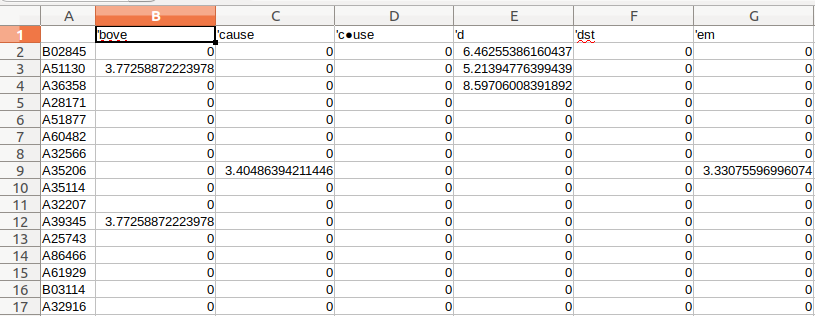 A B C D E F G
1 'bove 'cause 'c●use 'd 'dst 'em
2 B02845 0 0 0 6.46255386160437 0 0
3 A51130 3.77258872223978 0 0 5.21394776399439 0 0
4 A36358 0 0 0 8.59706008391892 0 0
5 A28171 0 0 0 0 0 0
6 A51877 0 0 0 0 0 0
7 A60482 0 0 0 0 0 0
8 A32566 0 0 0 0 0 0
9 A35206 0 3.40486394211446 0 0 0 3.33075596996074
10 A35114 0 0 0 0 0 0
11 A32207 0 0 0 0 0 0
12 A39345 3.77258872223978 0 0 0 0 0
13 A25743 0 0 0 0 0 0
14 A86466 0 0 0 0 0 0
15 A61929 0 0 0 0 0 0
16 B03114 0 0 0 0 0 0
17 A32916 0 0 0 0 0 0